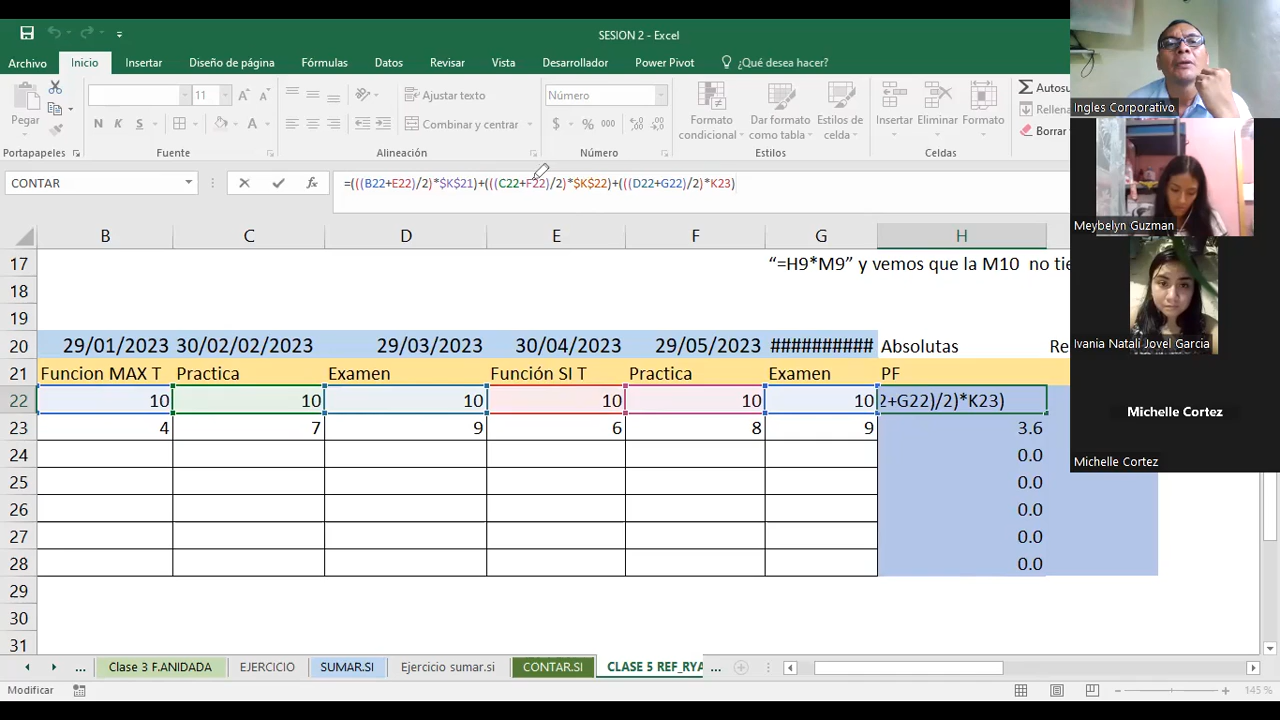 SESION 2 - Excel
Archivo Inicio Insertar Diseño de página Fórmulas Datos Revisar Vista Desarrollador Power Pivot ¿Qué desea hacer?
Pegar
11
Ajustar texto
Número
Formato condicional
Dar formato como tabla
Estilos de celda
Insertar
Eliminar
Formato
Autosu
Rellena
Borrar
N K S
y centrar
$ % 000
Portapapeles Fuente Alineación Número Estilos Celdas
CONTAR
fx
=(((B22+E22)/2)*$K$21)+(((C22+F22)/2)*$K$22)+(((D22+G22)/2)*K23)
B C D E F G H
17 "=H9*M9" y vemos que la M10 no tie
18
19
20 29/01/2023 30/02/02/2023 29/03/2023 30/04/2023 29/05/2023 ########## Absolutas Re
21 Funcion MAX T Practica Examen Función SI T Practica Examen PF
22 10 10 10 10 10 10 2+G22)/2)*K23)
23 4 7 9 6 8 9 3.6
24 0.0
25 0.0
26 0.0
27 0.0
28 0.0
29
30
31
... Clase 3 F.ANIDADA EJERCICIO SUMAR.SI Ejercicio sumar.si CONTAR.SI CLASE 5 REF_RYA ...
Modificar
145 %
Ingles Corporativo
Meybelyn Guzman
Ivania Natali Jovel Garcia
Michelle Cortez
Michelle Cortez